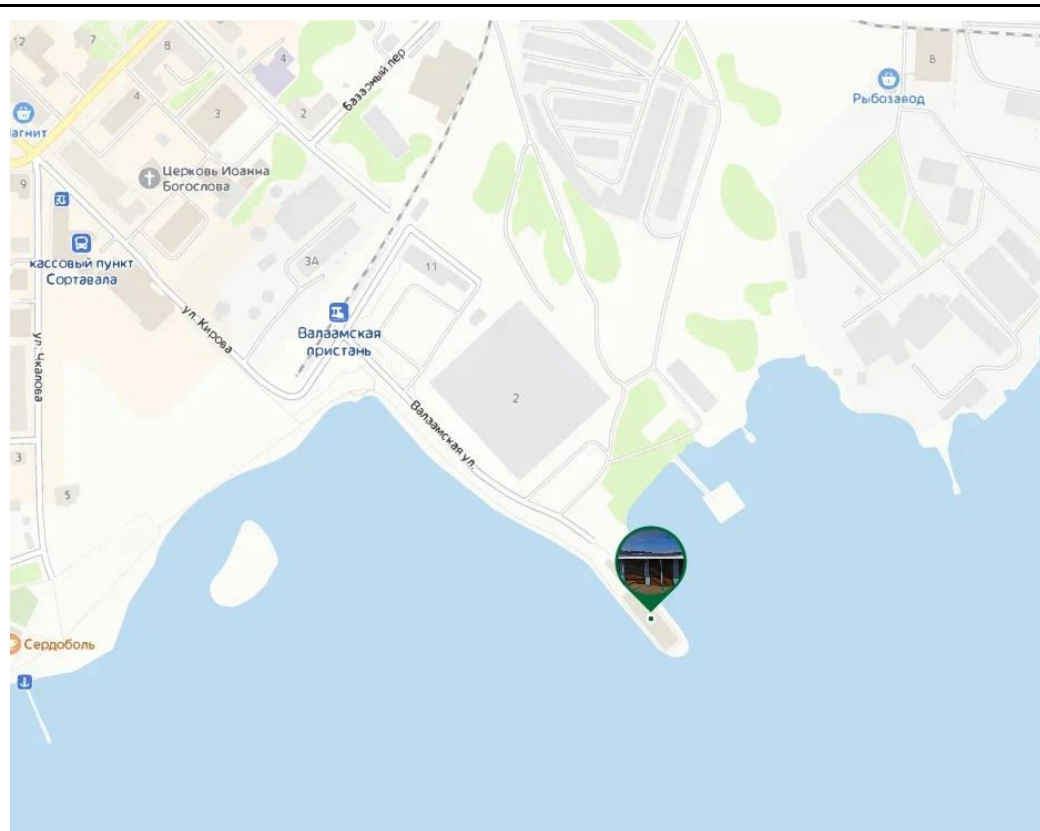 12
7
8
4
Базарный пер
В
Рыбозавод
4
3
2
агнит
Церковь Иоанна
Богослова
9
кассовый пункт
Сортавала
3А
11
ул. Кирова
Валаамская
пристань
ул. Чкалова
2
Валаамская ул.
3
5
Сердоболь